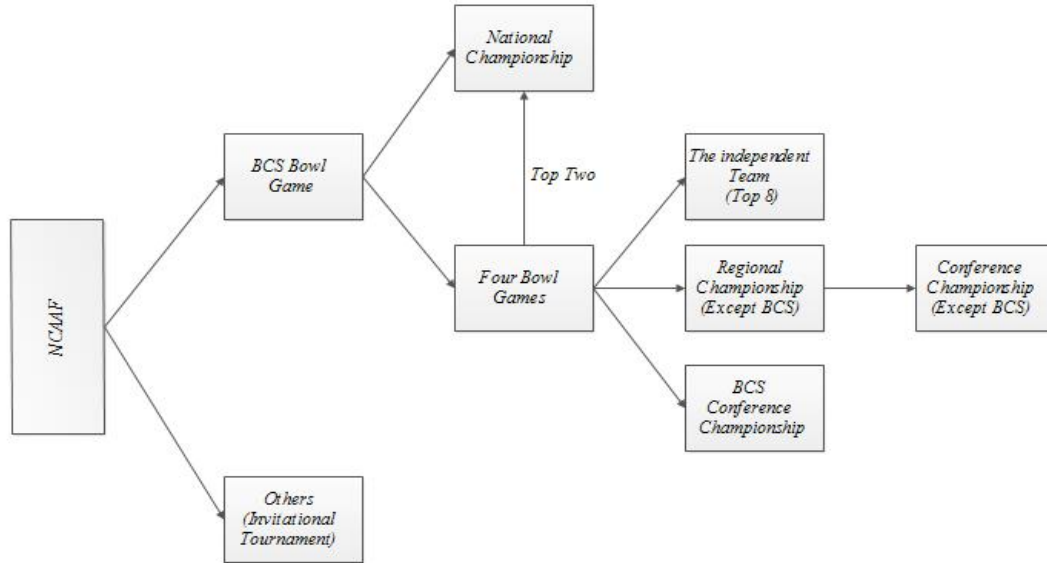 National
Championship
BCS Bowl
Game
The independent
Team
(Top 8)
Top Two
NCAAF
Four Bowl
Games
Regional
Championship
(Except BCS)
Conference
Championship
(Except BCS)
BCS
Conference
Championship
Others
(Invitational
Tournament)